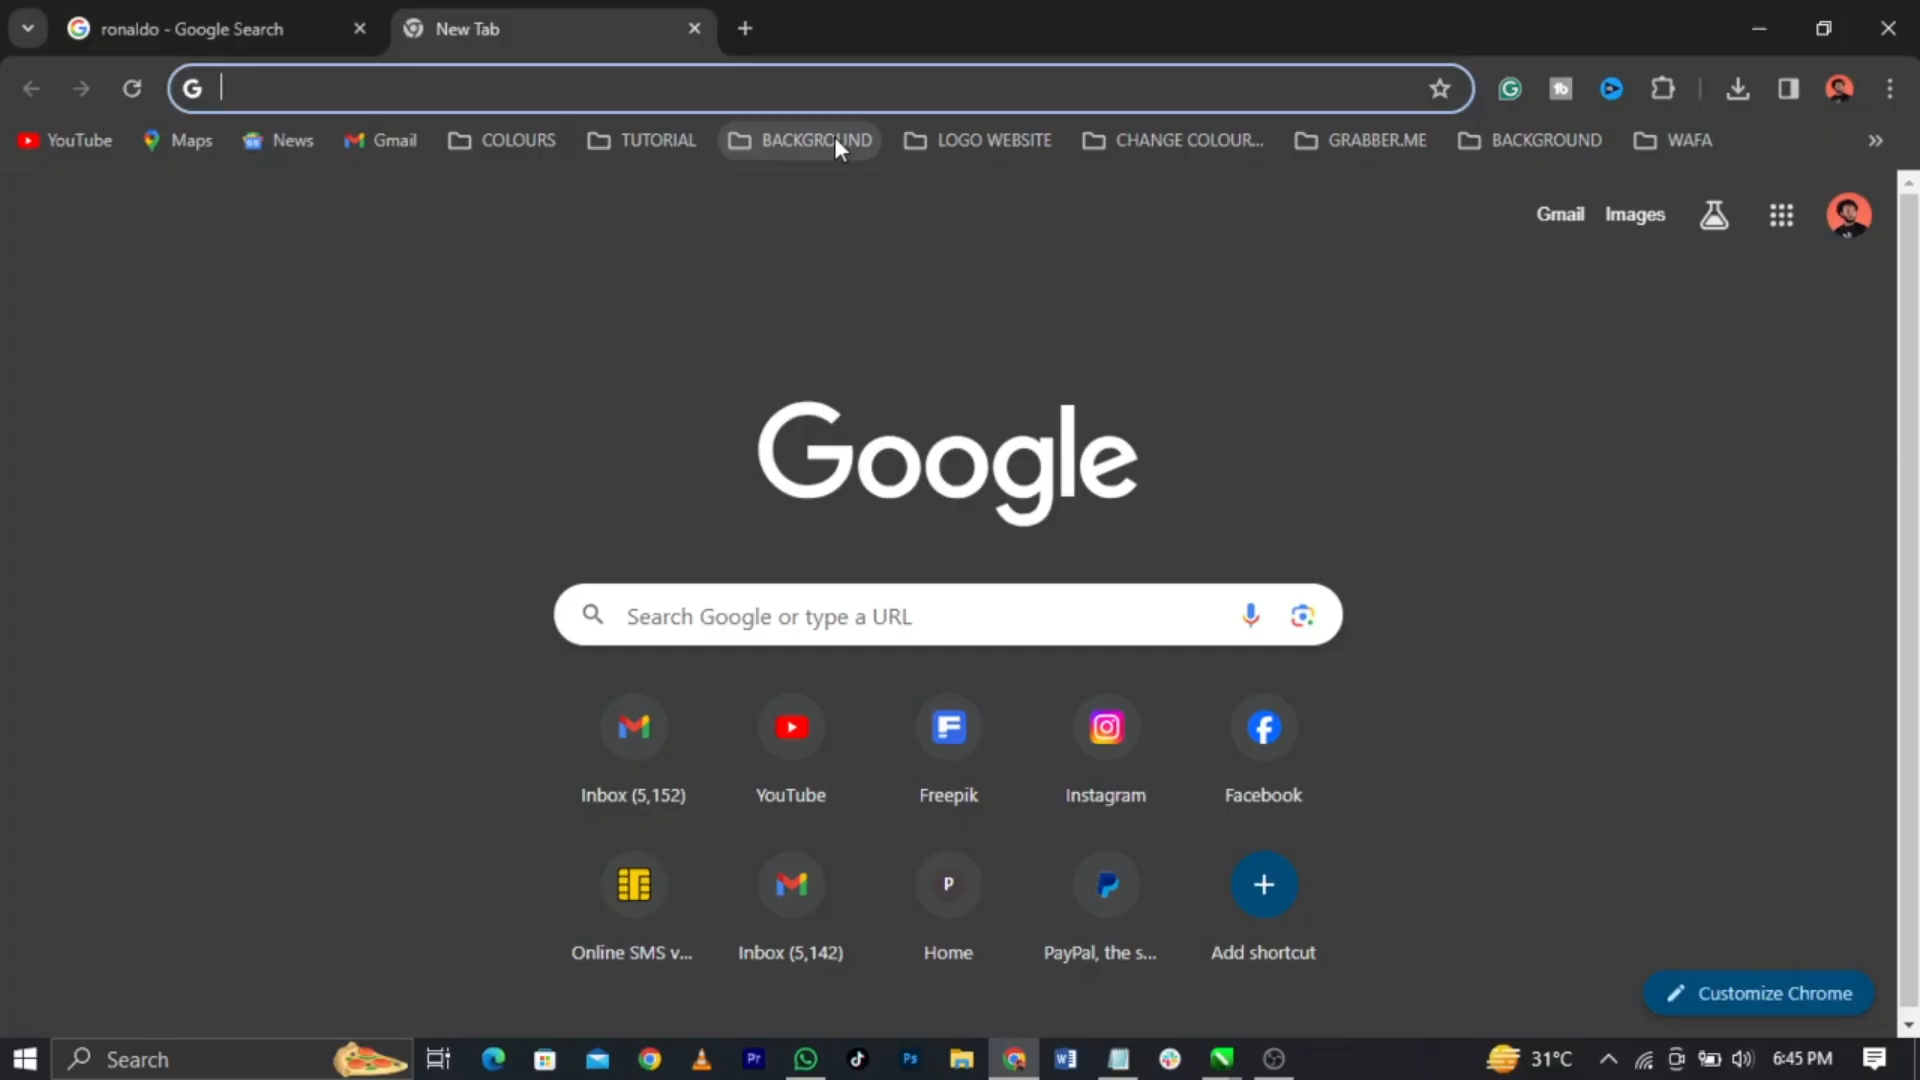 ronaldo - Google Search
New Tab
YouTube
Maps
News
Gmail
COLOURS
TUTORIAL
BACKGROUND
LOGO WEBSITE
CHANGE COLOUR...
GRABBER.ME
BACKGROUND
WAFA
Gmail
Images
Google
Search Google or type a URL
Inbox (5,152)
YouTube
Freepik
Instagram
Facebook
P
Online SMS v...
Inbox (5,142)
Home
PayPal, the s...
Add shortcut
Customize Chrome
Search
Pr
Ps
31°C
6:45 PM